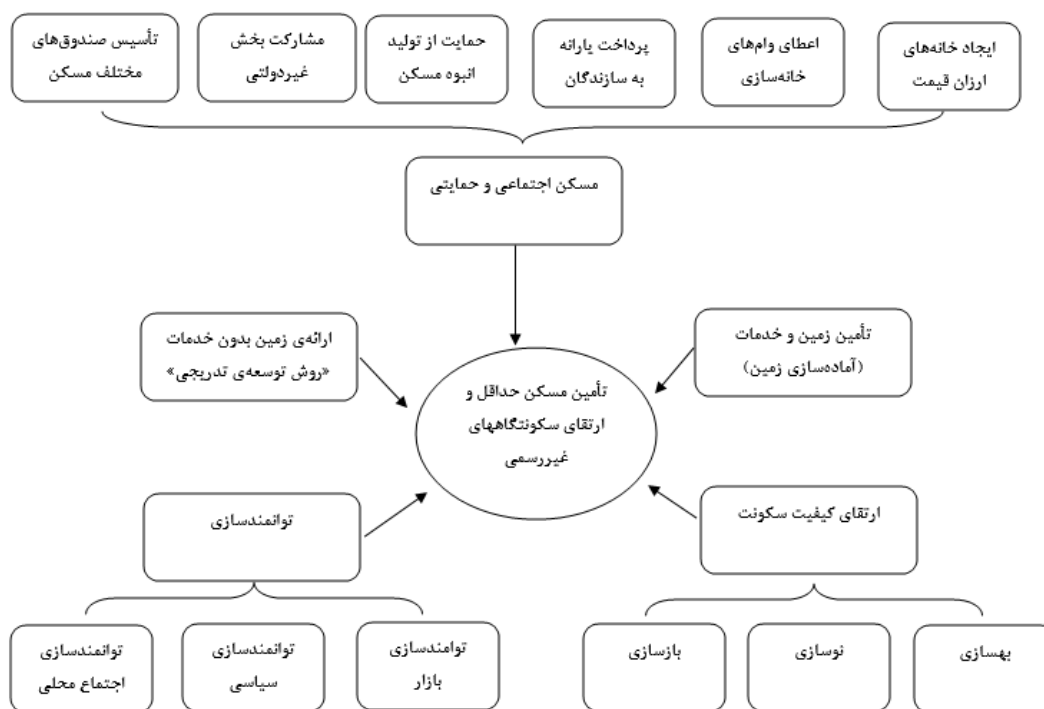 ایجاد خانه‌های
ارزان قیمت
اعطای وام‌های
خانه‌سازی
پرداخت یارانه
به سازندگان
حمایت از تولید
انبوه مسکن
مشارکت بخش
غیردولتی
تأسیس صندوق‌های
مختلف مسکن
مسکن اجتماعی و حمایتی
تأمین زمین و خدمات
(آماده‌سازی زمین)
ارائه‌ی زمین بدون خدمات
«روش توسعه‌ی تدریجی»
تأمین مسکن حداقل و
ارتقای سکونتگاههای
غیررسمی
ارتقای کیفیت سکونت
توانمندسازی
بهسازی
نوسازی
بازسازی
توامندسازی
بازار
توانمندسازی
سیاسی
توانمندسازی
اجتماع محلی